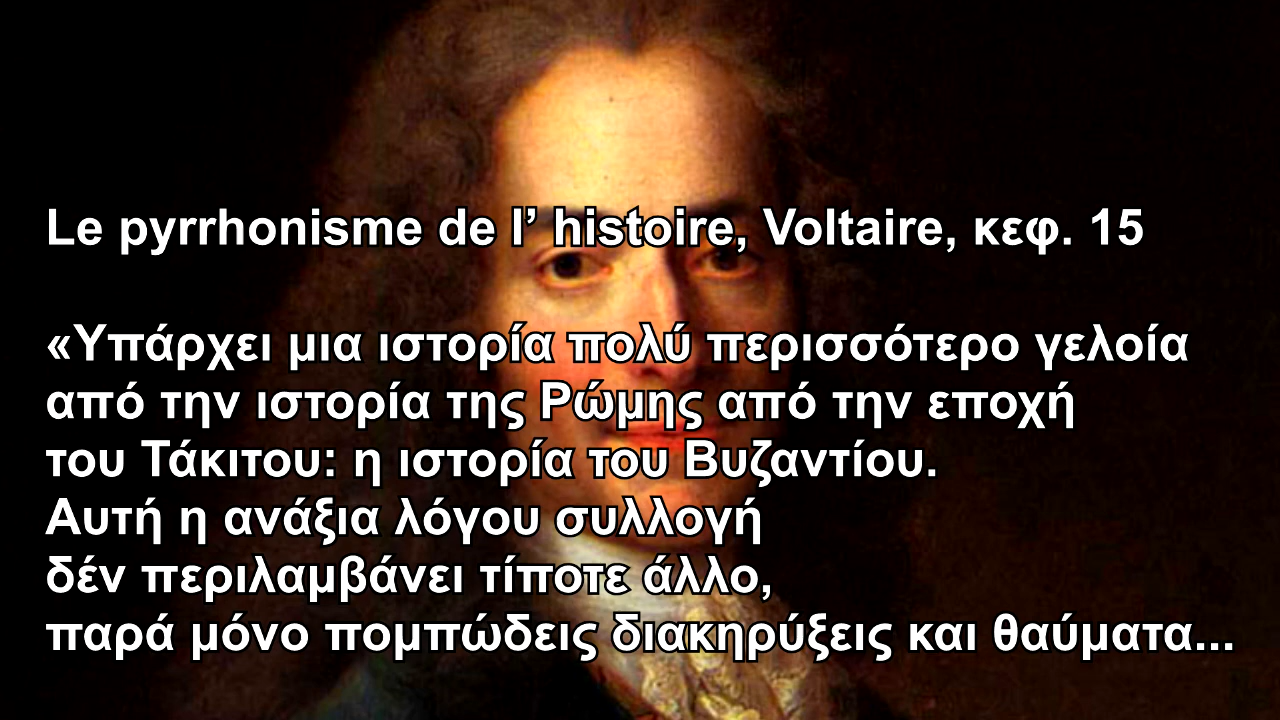 Le pyrrhonisme de l’ histoire, Voltaire, κεφ. 15
«Υπάρχει μια ιστορία πολύ περισσότερο γελοία
από την ιστορία της Ρώμης από την εποχή
του Τάκιτου: η ιστορία του Βυζαντίου.
Αυτή η ανάξια λόγου συλλογή
δέν περιλαμβάνει τίποτε άλλο,
παρά μόνο πομπώδεις διακηρύξεις και θαύματα...